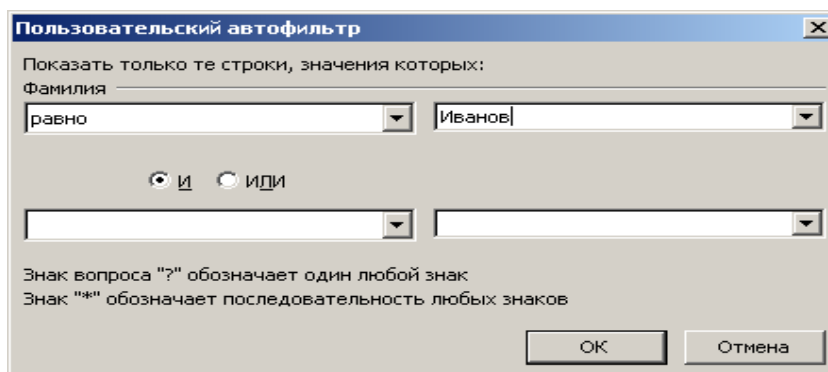 Пользовательский автофильтр
Показать только те строки, значения которых:
Фамилия
равно Иванов
И ИЛИ
Знак вопроса "?" обозначает один любой знак
Знак "*" обозначает последовательность любых знаков
ОК Отмена